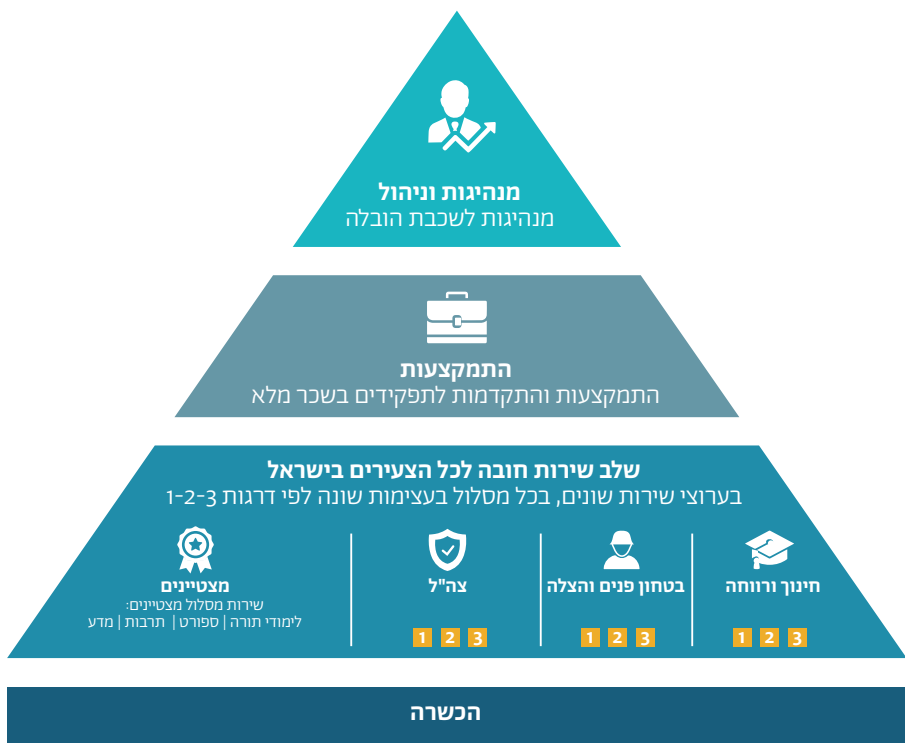 מנהיגות וניהול
מנהיגות לשכבת הובלה
התמקצעות
התמקצעות והתקדמות לתפקידים בשכר מלא
שלב שירות חובה לכל הצעירים בישראל
בערוצי שירות שונים, בכל מסלול בעצימות שונה לפי דרגות 1-2-3
חינוך ורווחה
1 2 3
בטחון פנים והצלה
1 2 3
צה"ל
1 2 3
מצטיינים
שירות מסלול מצטיינים:
לימודי תורה | ספורט | תרבות | מדע
הכשרה